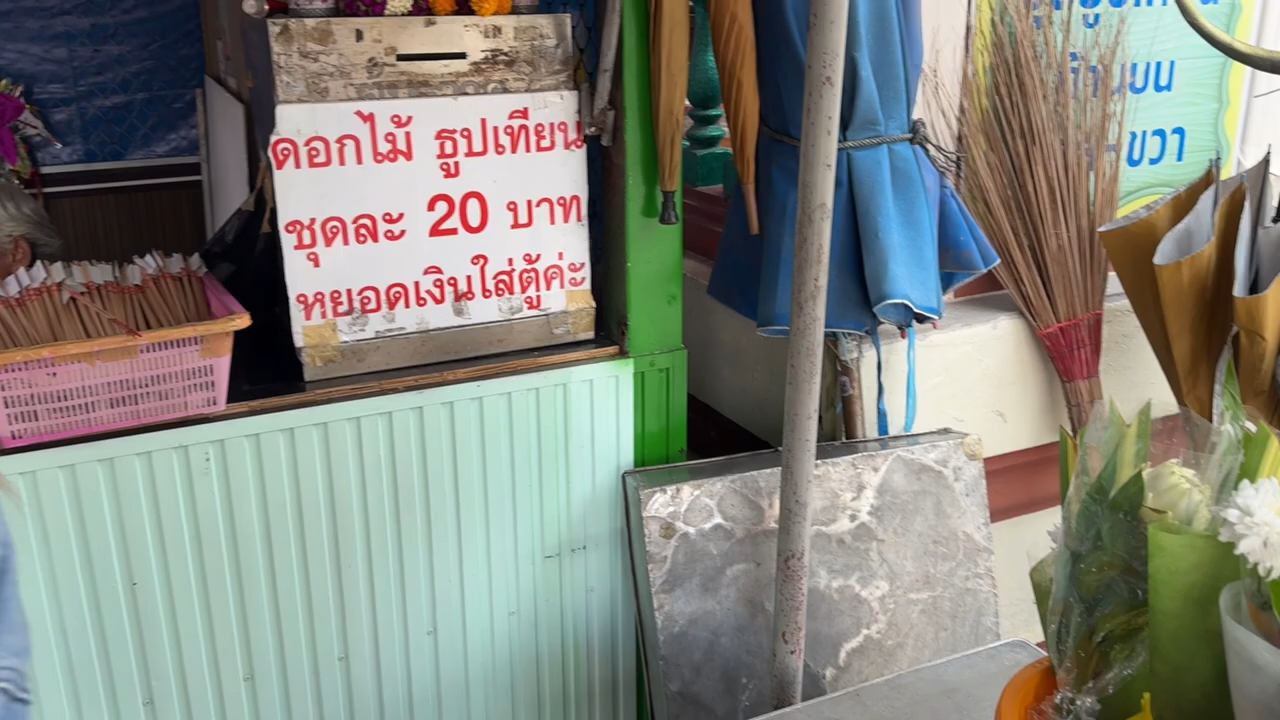 ดอกไม้ ธูปเทียน
ชุดละ 20 บาท
หยอดเงินใส่ตู้ค่ะ
ขวา